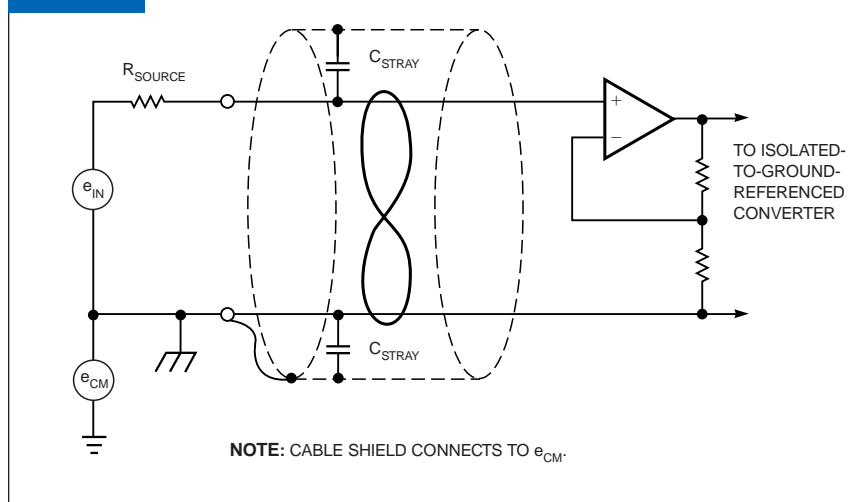 C_STRAY
R_SOURCE
+
−
e_IN
TO ISOLATED-
TO-GROUND-
REFERENCED
CONVERTER
C_STRAY
e_CM
NOTE: CABLE SHIELD CONNECTS TO e_CM.